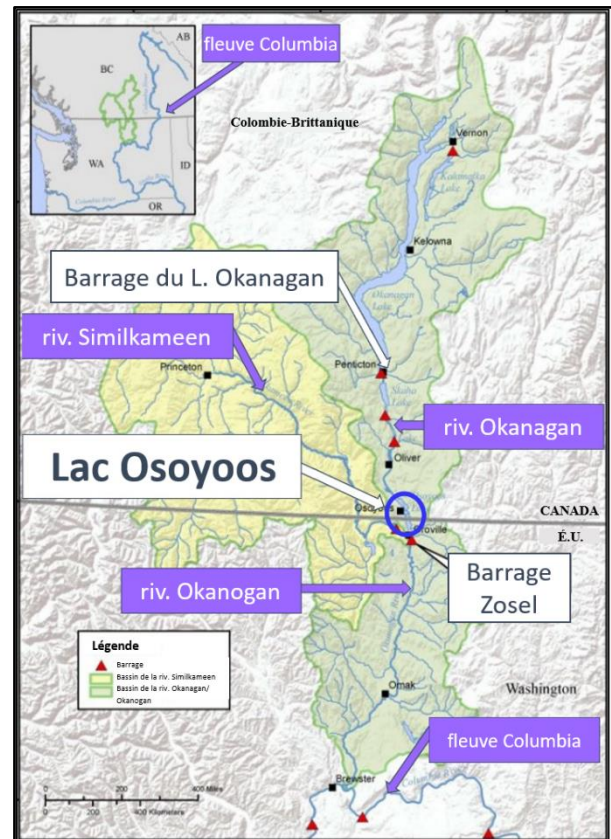 AB
fleuve Columbia
BC
Colombie-Brittanique
WA
ID
OR
Vernon
Kalamalka
Lake
Kelowna
Barrage du L. Okanagan
Okanagan
Lake
riv. Similkameen
Penticton
Princeton
Skaha
Lake
riv. Okanagan
Oliver
Lac Osoyoos
Osoyoos
CANADA
Oroville
É.U.
Barrage
Zosel
riv. Okanogan
Légende
Barrage
Bassin de la riv. Similkameen
Bassin de la riv. Okanagan/
Okanogan
Omak
Washington
fleuve Columbia
Brewster
Columbia River